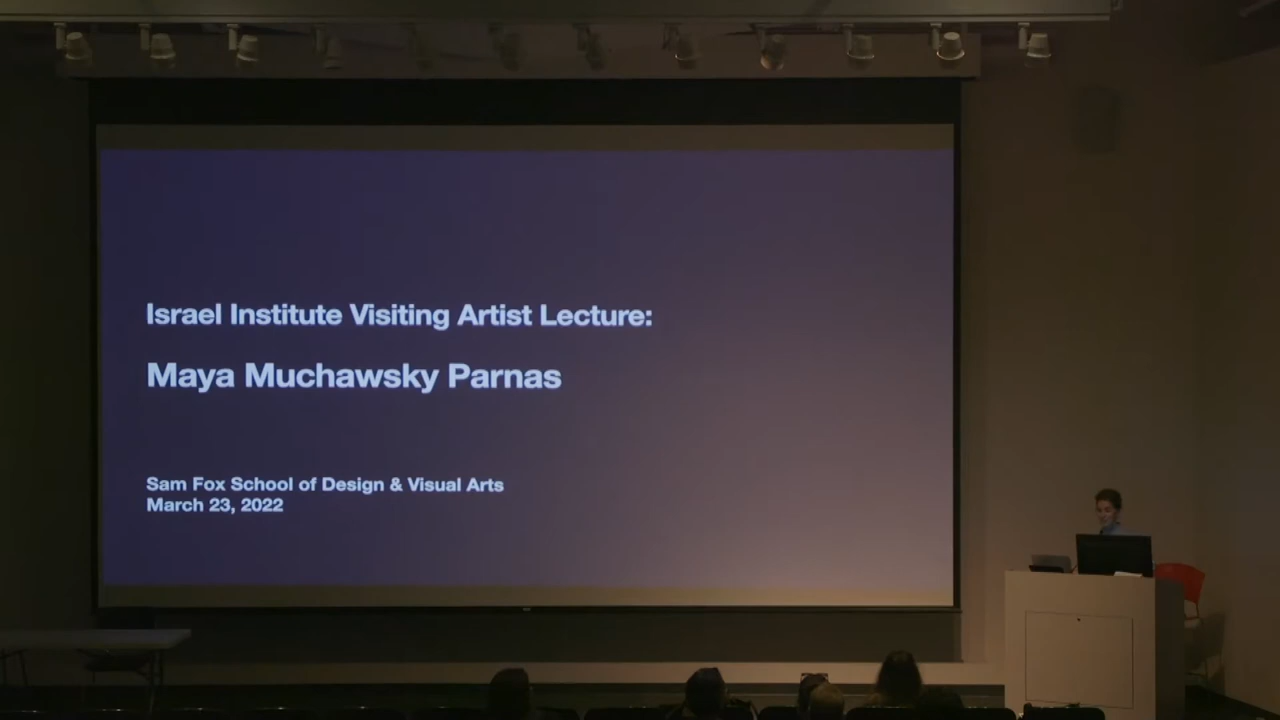 Israel Institute Visiting Artist Lecture:
Maya Muchawsky Parnas
Sam Fox School of Design & Visual Arts
March 23, 2022